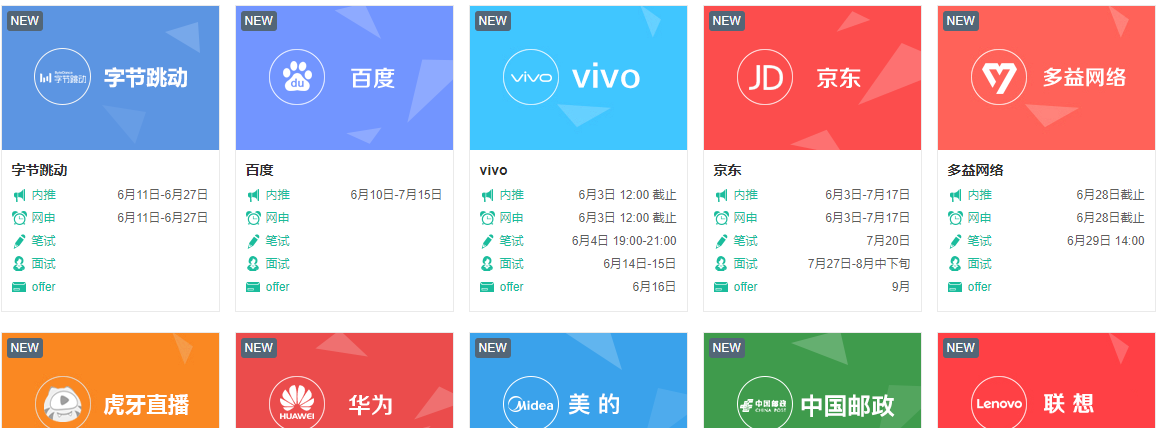 NEW
字节跳动
字节跳动
字节跳动
内推 6月11日-6月27日
网申 6月11日-6月27日
笔试
面试
offer
NEW
du
百度
百度
内推 6月10日-7月15日
网申
笔试
面试
offer
NEW
vivo
vivo
vivo
内推 6月3日 12:00 截止
网申 6月3日 12:00 截止
笔试 6月4日 19:00-21:00
面试 6月14日-15日
offer 6月16日
NEW
JD
京东
京东
内推 6月3日-7月17日
网申 6月3日-7月17日
笔试 7月20日
面试 7月27日-8月中下旬
offer 9月
NEW
多益网络
多益网络
内推 6月28日截止
网申 6月28日截止
笔试 6月29日 14:00
面试
offer
NEW
虎牙直播
NEW
HUAWEI
华为
NEW
Midea
美的
NEW
中国邮政
CHINA POST
中国邮政
NEW
Lenovo
联想